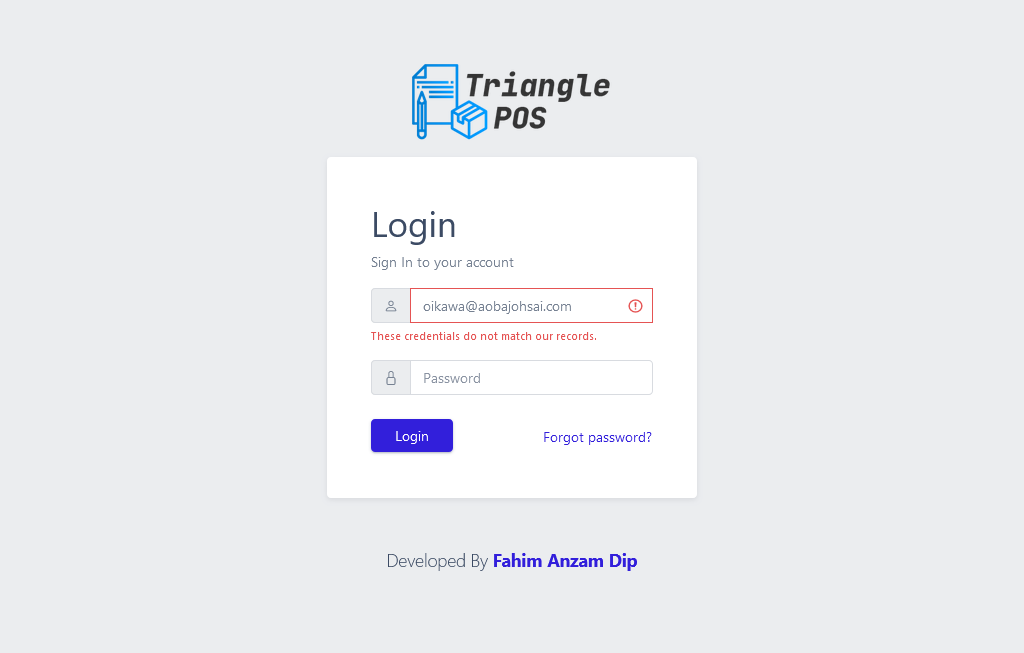 Triangle
POS
Login
Sign In to your account
oikawa@aobajohsai.com
These credentials do not match our records.
Password
Login
Forgot password?
Developed By Fahim Anzam Dip